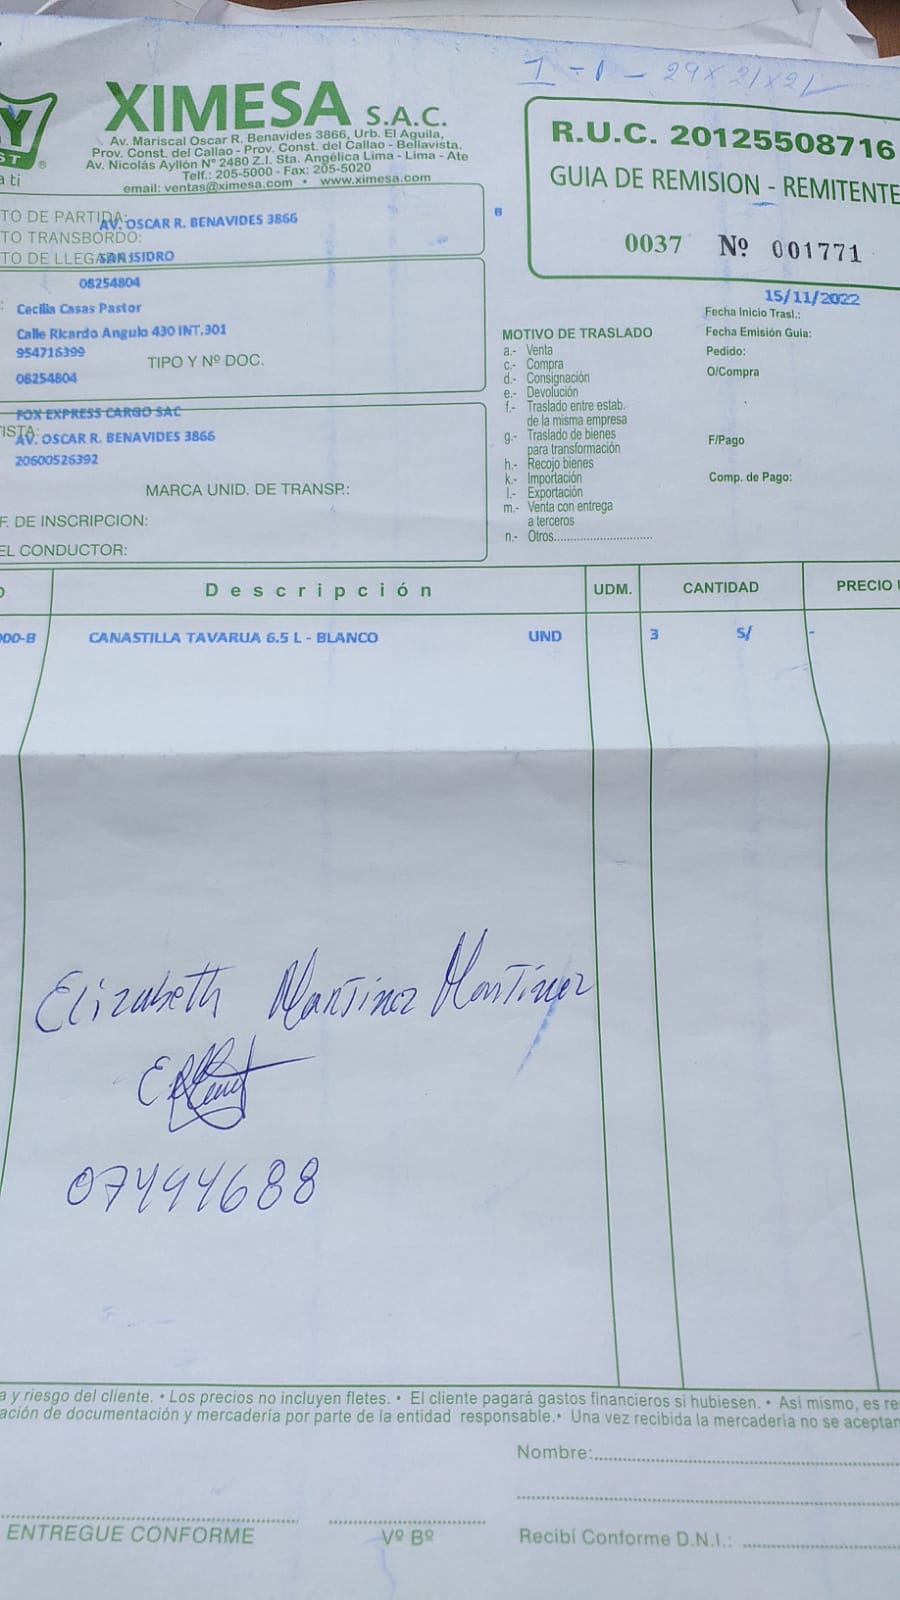 1 - 1 - 29 x 21 x 21
XIMESA S.A.C.
Av. Mariscal Oscar R. Benavides 3866, Urb. El Aguila,
Prov. Const. del Callao - Prov. Const. del Callao - Bellavista.
Av. Nicolás Ayllón Nº 2480 Z.I. Sta. Angélica Lima - Lima - Ate
Telf.: 205-5000 - Fax: 205-5020
email: ventas@ximesa.com • www.ximesa.com
a ti
R.U.C. 20125508716
GUIA DE REMISION - REMITENTE
0037 Nº 001771
TO DE PARTIDA: AV. OSCAR R. BENAVIDES 3866
B
TO TRANSBORDO:
TO DE LLEGADA: SAN ISIDRO
08254804
Cecilia Casas Pastor
Calle Ricardo Angulo 430 INT.301
954716399
TIPO Y Nº DOC.
08254804
FOX EXPRESS CARGO SAC
TISTA:
AV. OSCAR R. BENAVIDES 3866
20600526392
MARCA UNID. DE TRANSP.:
F. DE INSCRIPCION:
EL CONDUCTOR:
MOTIVO DE TRASLADO
a.- Venta
c.- Compra
d.- Consignación
e.- Devolución
f.- Traslado entre estab.
de la misma empresa
g.- Traslado de bienes
para transformación
h.- Recojo bienes
k.- Importación
l.- Exportación
m.- Venta con entrega
a terceros
n.- Otros..............................
15/11/2022
Fecha Inicio Trasl.:
Fecha Emisión Guia:
Pedido:
O/Compra
F/Pago
Comp. de Pago:
O Descripción UDM. CANTIDAD PRECIO U
00D-B CANASTILLA TAVARUA 6.5 L - BLANCO UND 3 S/ -
Elizabeth Martinez Martinez
07494688
a y riesgo del cliente. • Los precios no incluyen fletes. • El cliente pagará gastos financieros si hubiesen. • Asi mismo, es re
ación de documentación y mercadería por parte de la entidad responsable.• Una vez recibida la mercadería no se aceptan
Nombre:
ENTREGUE CONFORME
Vº Bº
Recibí Conforme D.N.I.: